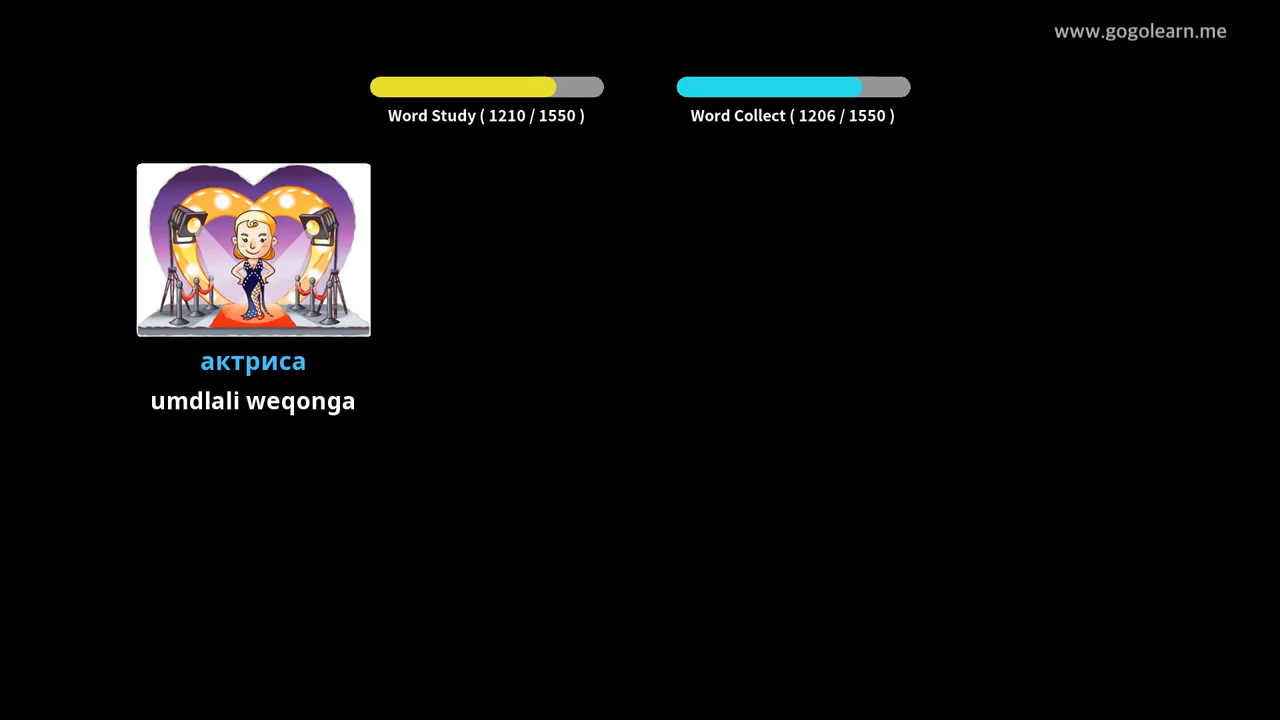 www.gogolearn.me
Word Study ( 1210 / 1550 )
Word Collect ( 1206 / 1550 )
актриса
umdlali weqonga